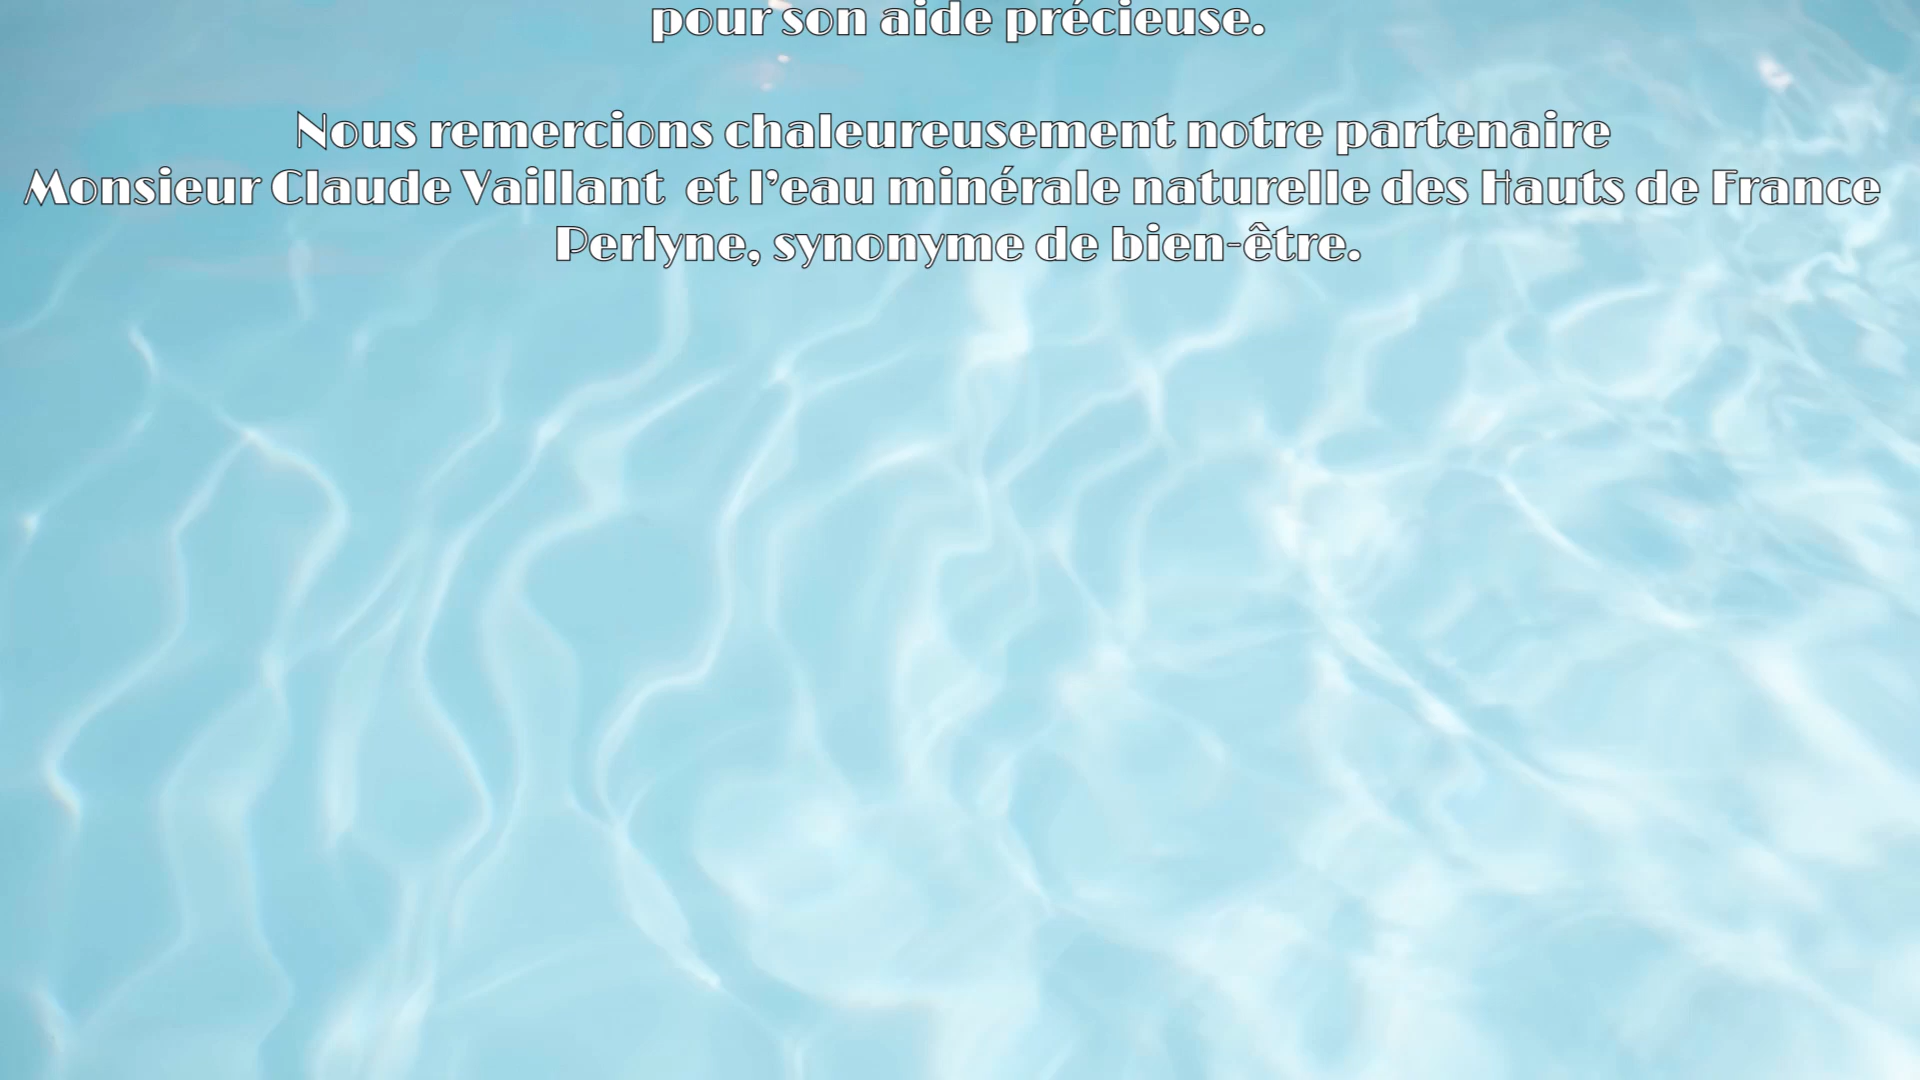 pour son aide précieuse.
Nous remercions chaleureusement notre partenaire
Monsieur Claude Vaillant et l’eau minérale naturelle des Hauts de France
Perlyne, synonyme de bien-être.